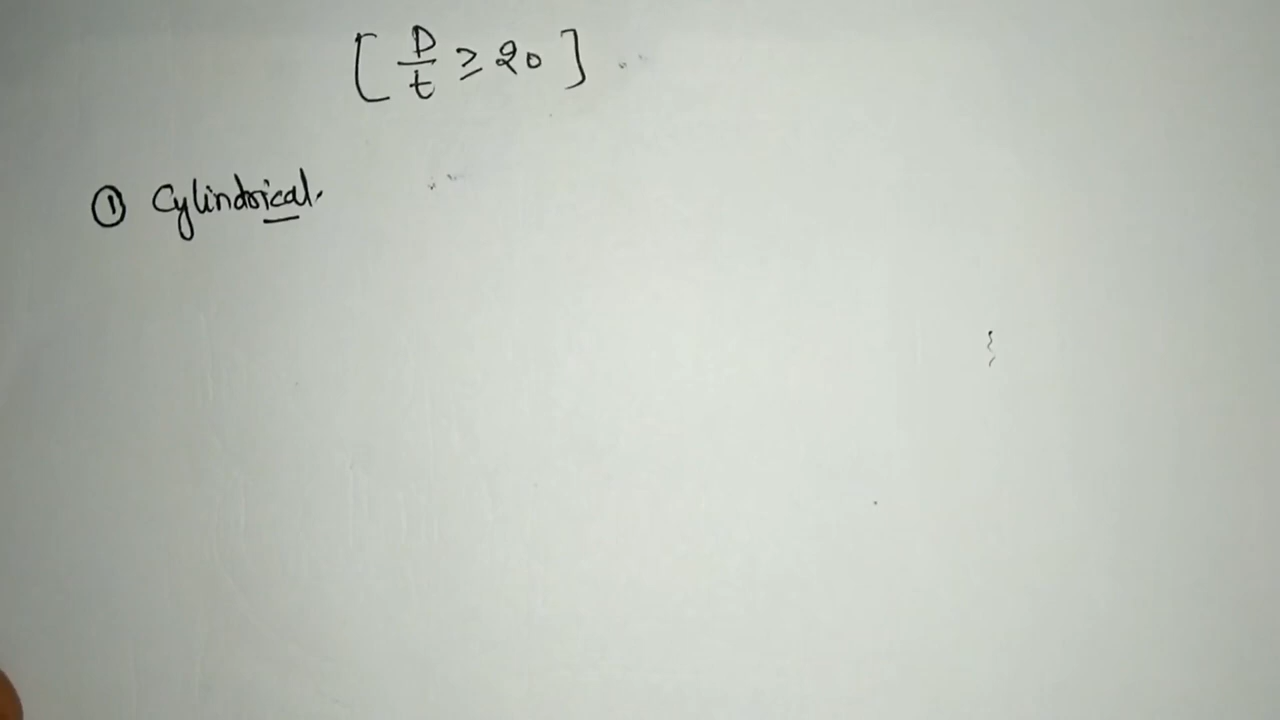 [ D/t ≥ 20 ]
① Cylindrical.